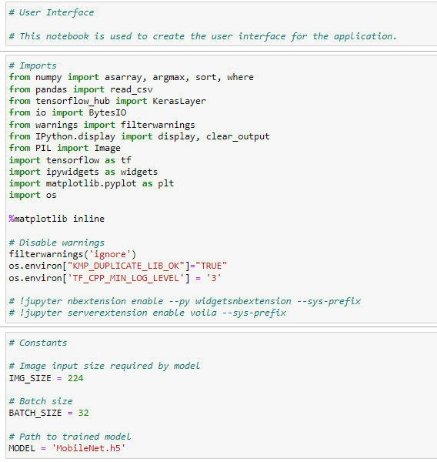 # User Interface
# This notebook is used to create the user interface for the application.
# Imports
from numpy import asarray, argmax, sort, where
from pandas import read_csv
from tensorflow_hub import KerasLayer
from io import BytesIO
from warnings import filterwarnings
from IPython.display import display, clear_output
from PIL import Image
import tensorflow as tf
import ipywidgets as widgets
import matplotlib.pyplot as plt
import os
%matplotlib inline
# Disable warnings
filterwarnings('ignore')
os.environ["KMP_DUPLICATE_LIB_OK"]="TRUE"
os.environ['TF_CPP_MIN_LOG_LEVEL'] = '3'
# !jupyter nbextension enable --py widgetsnbextension --sys-prefix
# !jupyter serverextension enable voila --sys-prefix
# Constants
# Image input size required by model
IMG_SIZE = 224
# Batch size
BATCH_SIZE = 32
# Path to trained model
MODEL = 'MobileNet.h5'